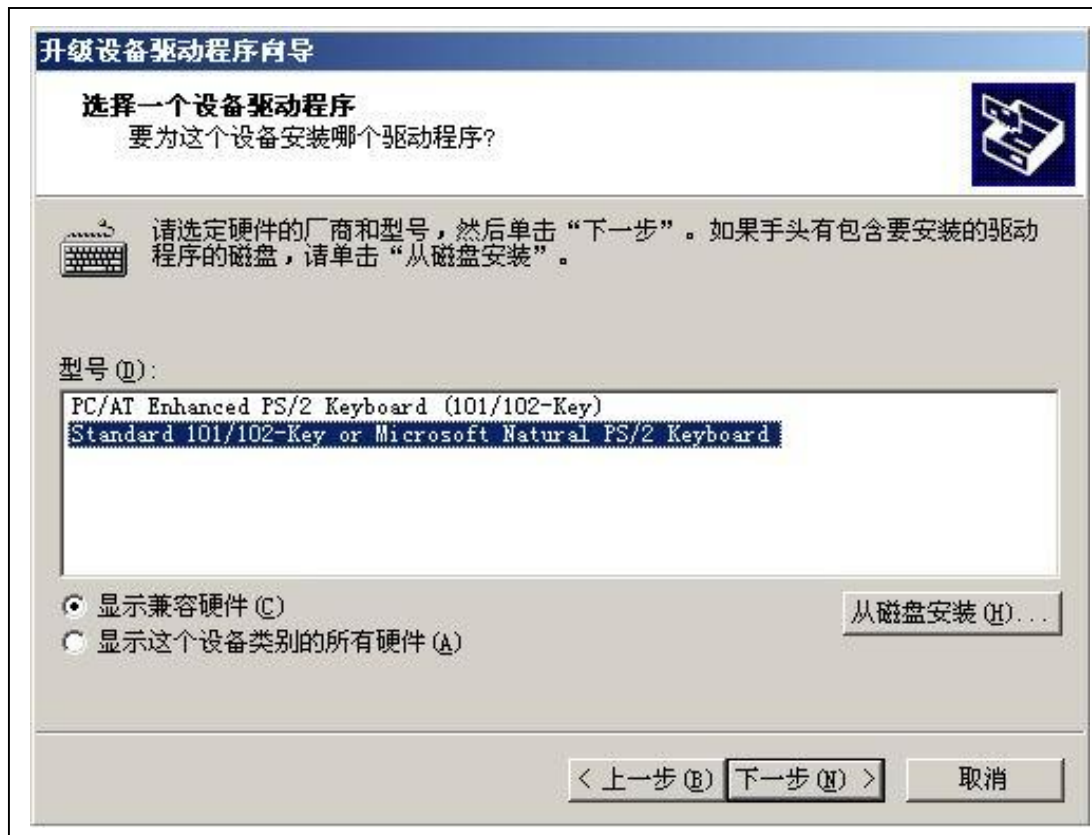 升级设备驱动程序向导
选择一个设备驱动程序
要为这个设备安装哪个驱动程序?
请选定硬件的厂商和型号，然后单击“下一步”。如果手头有包含要安装的驱动
程序的磁盘，请单击“从磁盘安装”。
型号(D):
PC/AT Enhanced PS/2 Keyboard (101/102-Key)
Standard 101/102-Key or Microsoft Natural PS/2 Keyboard
显示兼容硬件(C)
从磁盘安装(H)...
显示这个设备类别的所有硬件(A)
< 上一步(B) 下一步(N) > 取消